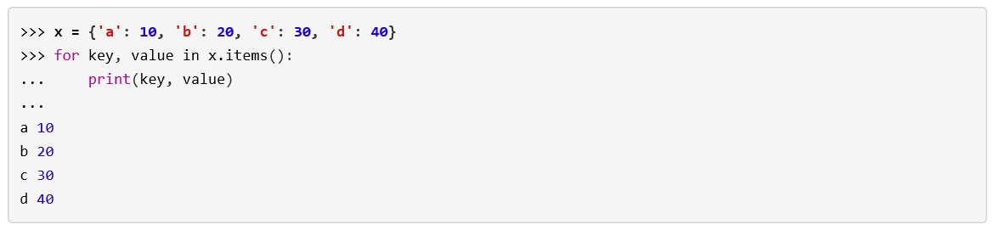 >>> x = {'a': 10, 'b': 20, 'c': 30, 'd': 40}
>>> for key, value in x.items():
...     print(key, value)
...
a 10
b 20
c 30
d 40